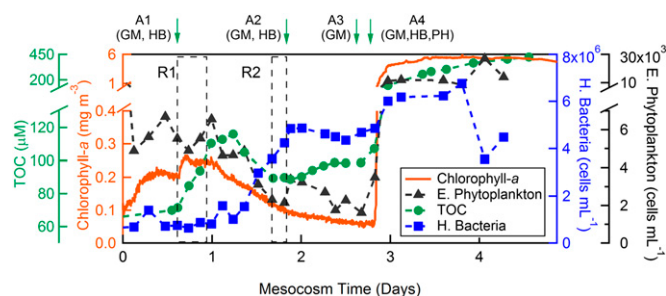 A1
(GM, HB)
A2
(GM, HB)
A3
(GM)
A4
(GM,HB,PH)
R1
R2
TOC (µM)
450
200
120
100
80
60
Chlorophyll-a (mg m-3)
6
0.4
0.3
0.2
0.1
0.0
8x10^6
6
4
2
0
H. Bacteria (cells mL-1)
30x10^3
10
6
4
2
0
E. Phytoplankton (cells mL-1)
Chlorophyll-a
E. Phytoplankton
TOC
H. Bacteria
0
1
2
3
4
Mesocosm Time (Days)